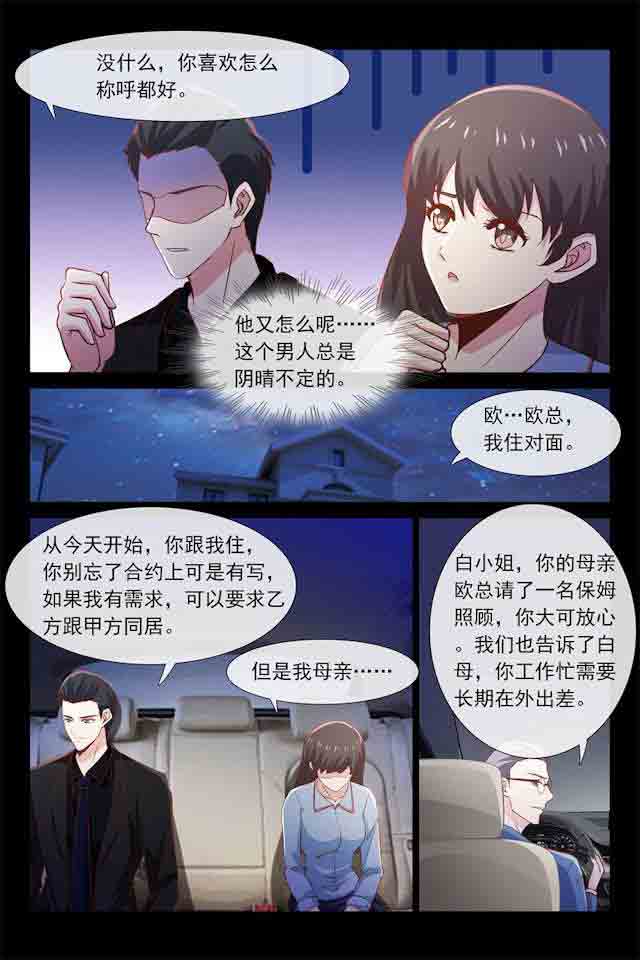 没什么，你喜欢怎么
称呼都好。
他又怎么呢……
这个男人总是
阴晴不定的。
欧…欧总，
我住对面。
从今天开始，你跟我住，
你别忘了合约上可是有写，
如果我有需求，可以要求乙
方跟甲方同居。
但是我母亲……
白小姐，你的母亲
欧总请了一名保姆
照顾，你大可放心
。我们也告诉了白
母，你工作忙需要
长期在外出差。